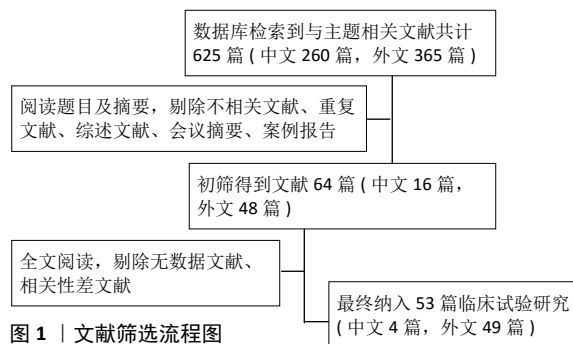 数据库检索到与主题相关文献共计
625 篇 ( 中文 260 篇，外文 365 篇 )
阅读题目及摘要，剔除不相关文献、重复
文献、综述文献、会议摘要、案例报告
初筛得到文献 64 篇 ( 中文 16 篇，
外文 48 篇 )
全文阅读，剔除无数据文献、
相关性差文献
最终纳入 53 篇临床试验研究
( 中文 4 篇，外文 49 篇 )
图 1 ｜文献筛选流程图